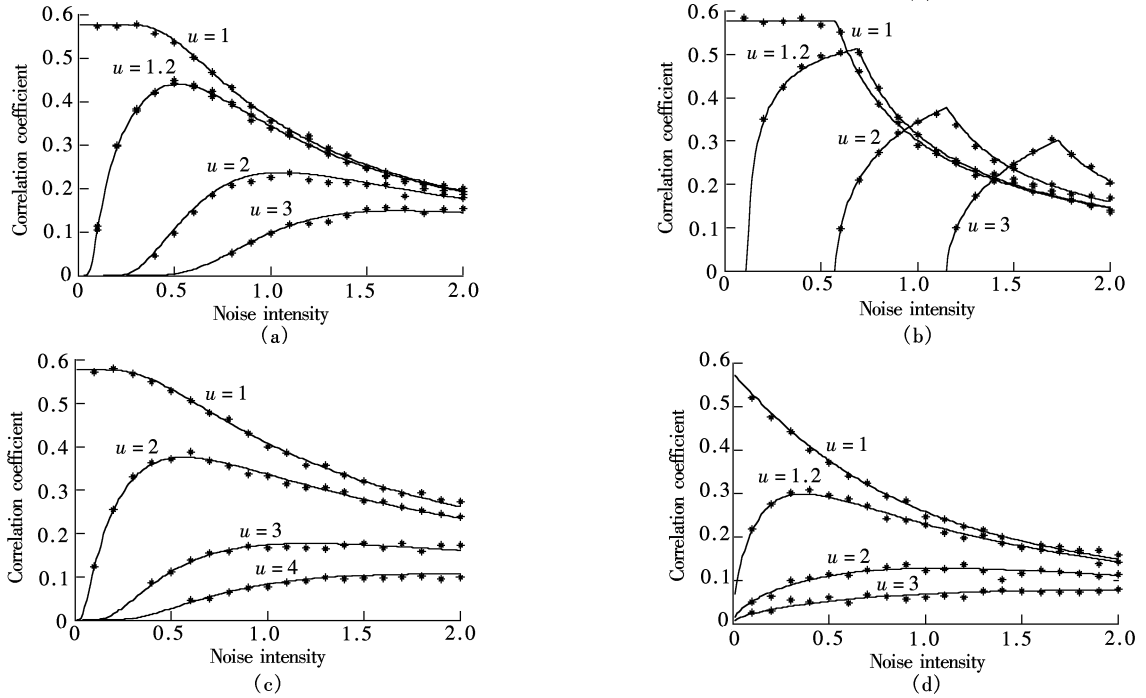 0.6
0.5
0.4
0.3
0.2
0.1
0
Correlation coefficient
u = 1
u = 1.2
u = 2
u = 3
0.5 1.0 1.5 2.0
Noise intensity
(a)
0.6
0.5
0.4
0.3
0.2
0.1
0
Correlation coefficient
u = 1
u = 1.2
u = 2
u = 3
0 0.5 1.0 1.5 2.0
Noise intensity
(b)
0.6
0.5
0.4
0.3
0.2
0.1
0
Correlation coefficient
u = 1
u = 2
u = 3
u = 4
0 0.5 1.0 1.5 2.0
Noise intensity
(c)
0.6
0.5
0.4
0.3
0.2
0.1
0
Correlation coefficient
u = 1
u = 1.2
u = 2
u = 3
0 0.5 1.0 1.5 2.0
Noise intensity
(d)